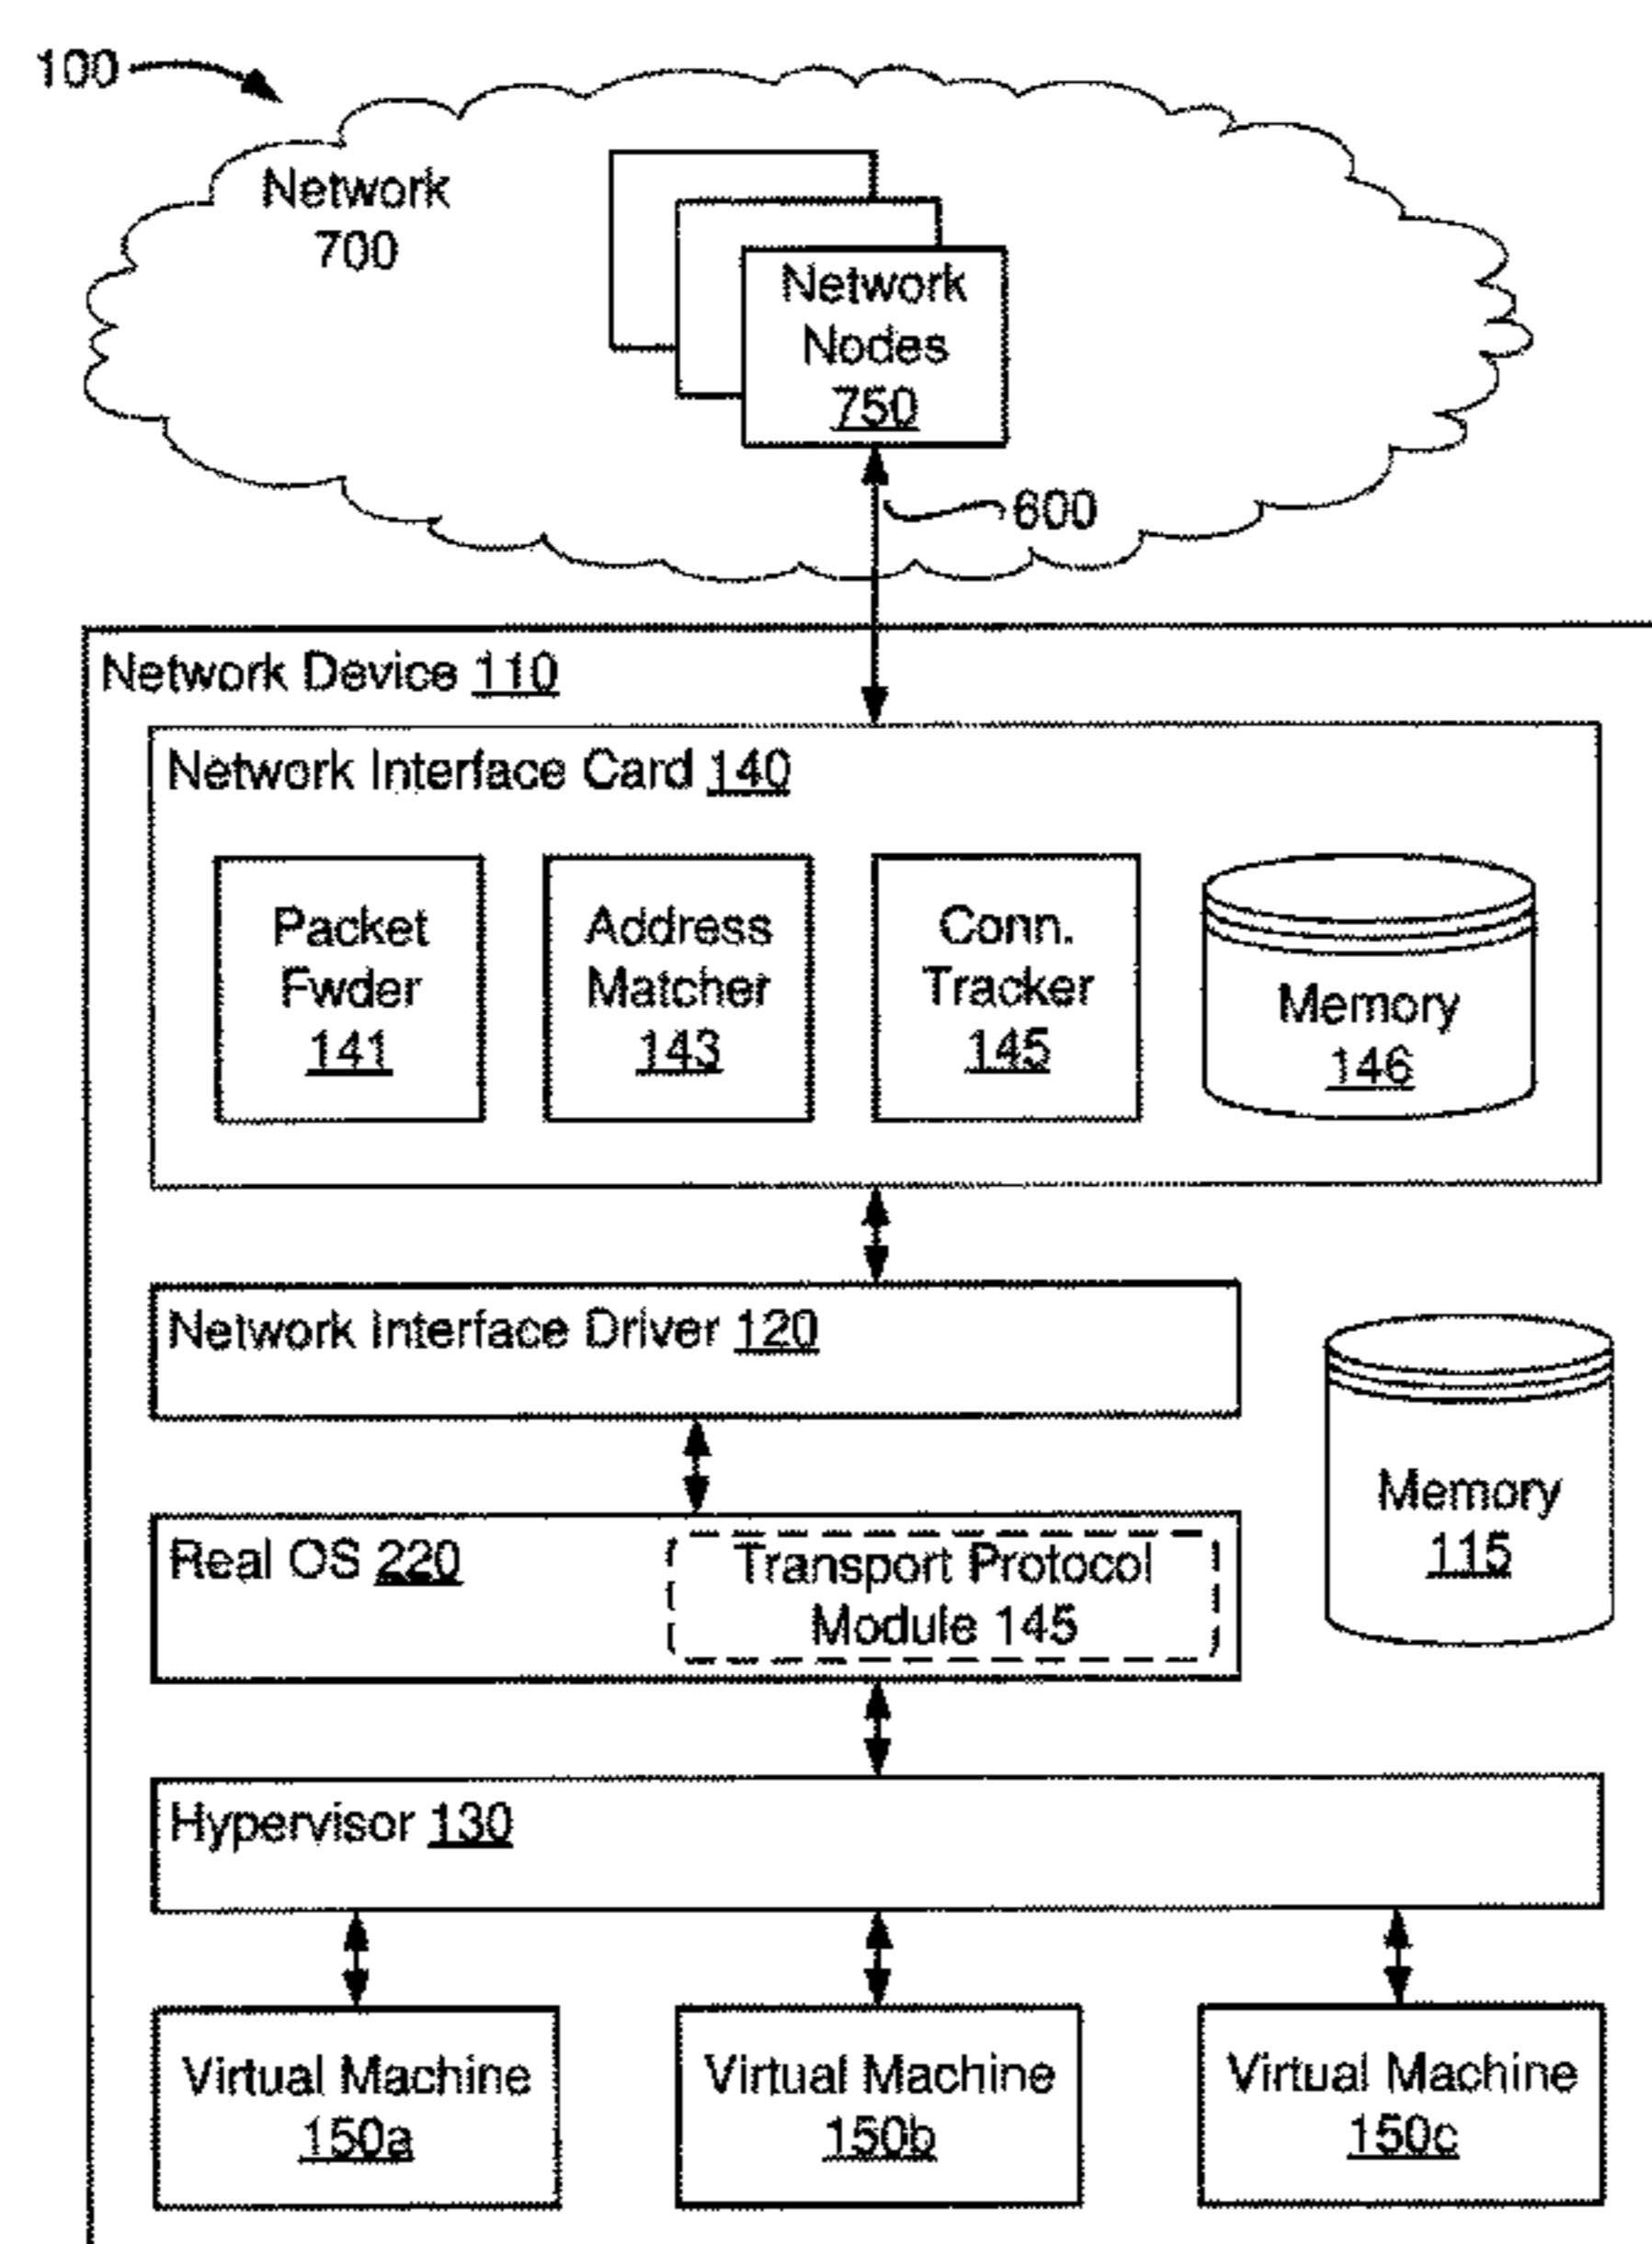 100
Network
700
Network
Nodes
750
600
Network Device 110
Network Interface Card 140
Packet
Fwder
141
Address
Matcher
143
Conn.
Tracker
145
Memory
146
Network Interface Driver 120
Memory
115
Real OS 220
Transport Protocol
Module 145
Hypervisor 130
Virtual Machine
150a
Virtual Machine
150b
Virtual Machine
150c